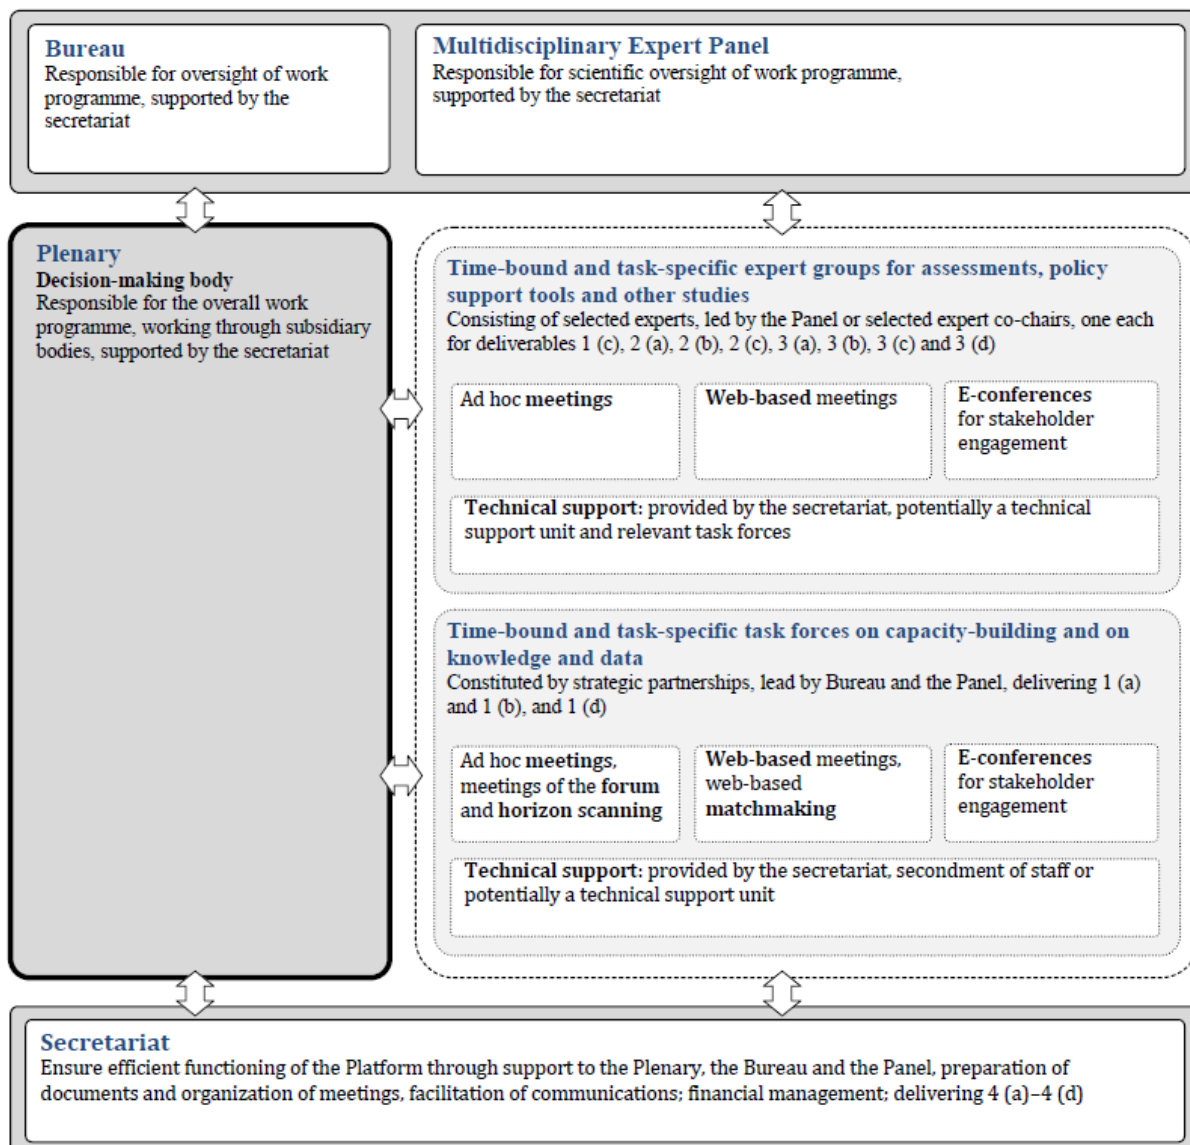 Bureau
Responsible for oversight of work
programme, supported by the
secretariat
Multidisciplinary Expert Panel
Responsible for scientific oversight of work programme,
supported by the secretariat
Plenary
Decision-making body
Responsible for the overall work
programme, working through subsidiary
bodies, supported by the secretariat
Time-bound and task-specific expert groups for assessments, policy
support tools and other studies
Consisting of selected experts, led by the Panel or selected expert co-chairs, one each
for deliverables 1 (c), 2 (a), 2 (b), 2 (c), 3 (a), 3 (b), 3 (c) and 3 (d)
Ad hoc meetings
Web-based meetings
E-conferences
for stakeholder
engagement
Technical support: provided by the secretariat, potentially a technical
support unit and relevant task forces
Time-bound and task-specific task forces on capacity-building and on
knowledge and data
Constituted by strategic partnerships, lead by Bureau and the Panel, delivering 1 (a)
and 1 (b), and 1 (d)
Ad hoc meetings,
meetings of the forum
and horizon scanning
Web-based meetings,
web-based
matchmaking
E-conferences
for stakeholder
engagement
Technical support: provided by the secretariat, secondment of staff or
potentially a technical support unit
Secretariat
Ensure efficient functioning of the Platform through support to the Plenary, the Bureau and the Panel, preparation of
documents and organization of meetings, facilitation of communications; financial management; delivering 4 (a)–4 (d)